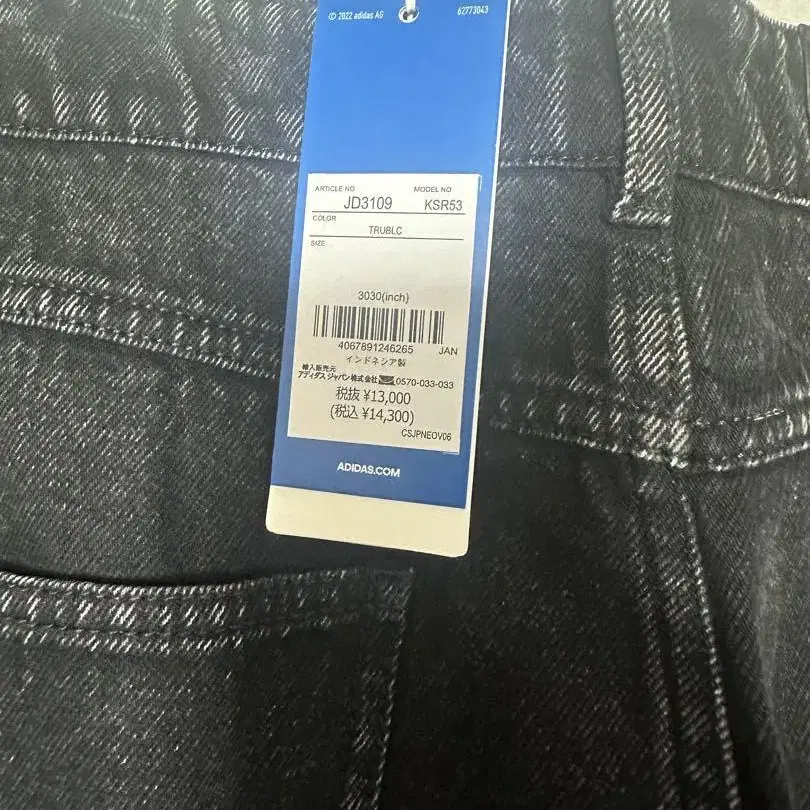 © 2022 adidas AG 62773043
ARTICLE NO MODEL NO
JD3109 KSR53
COLOR
TRUBLC
SIZE
3030(inch)
4067891246265 JAN
インドネシア製
輸入販売元
アディダス ジャパン株式会社 0570-033-033
税抜 ¥13,000
(税込 ¥14,300)
CSJPNEOV06
ADIDAS.COM